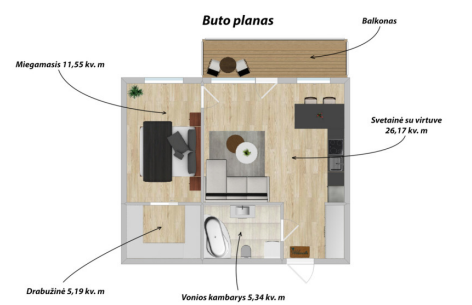 Buto planas
Balkonas
Miegamasis 11,55 kv. m
Svetainė su virtuve
26,17 kv. m
Drabužinė 5,19 kv. m
Vonios kambarys 5,34 kv. m